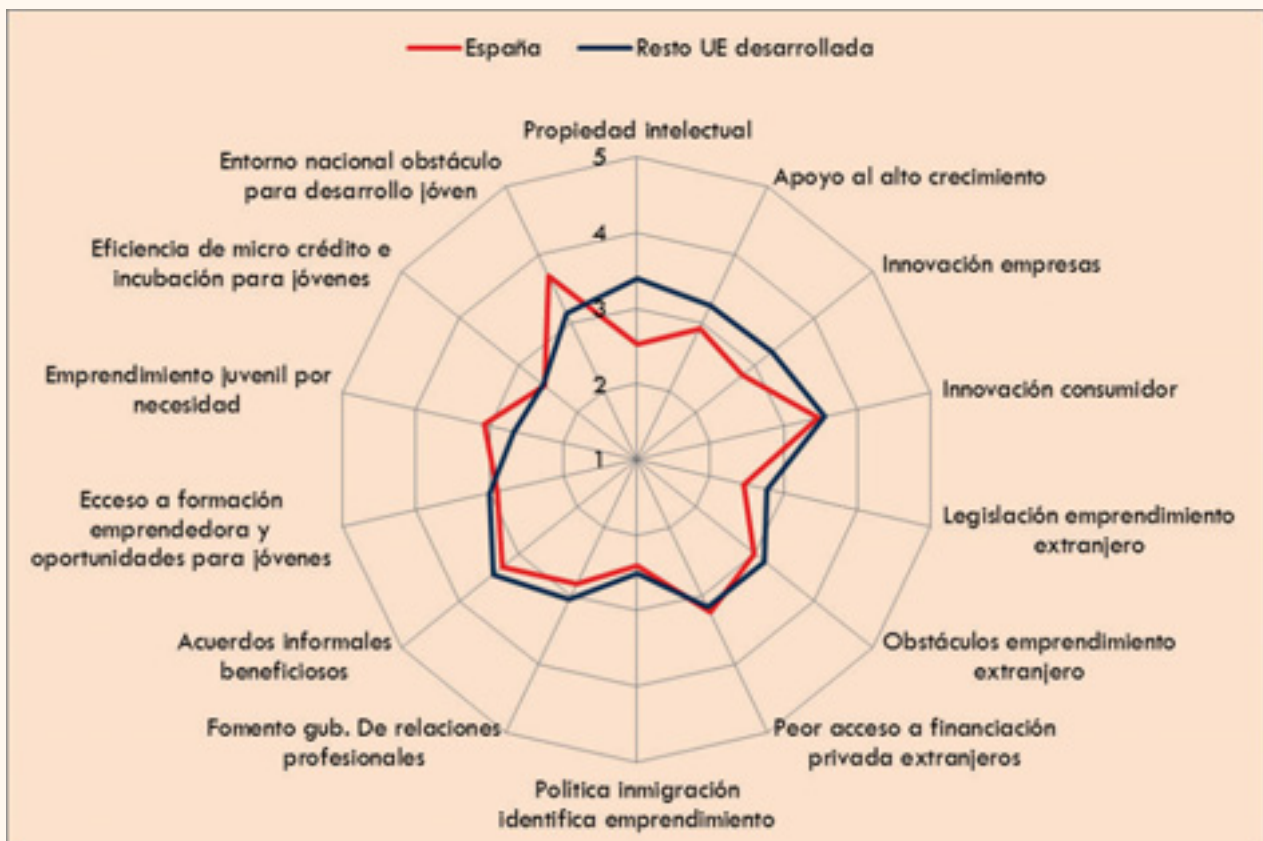 España
Resto UE desarrollada
Propiedad intelectual
Apoyo al alto crecimiento
Innovación empresas
Innovación consumidor
Legislación emprendimiento
extranjero
Obstáculos emprendimiento
extranjero
Peor acceso a financiación
privada extranjeros
Política inmigración
identifica emprendimiento
Fomento gub. De relaciones
profesionales
Acuerdos informales
beneficiosos
Ecceso a formación
emprendedora y
oportunidades para jóvenes
Emprendimiento juvenil por
necesidad
Eficiencia de micro crédito e
incubación para jóvenes
Entorno nacional obstáculo
para desarrollo jóven
5
4
3
2
1